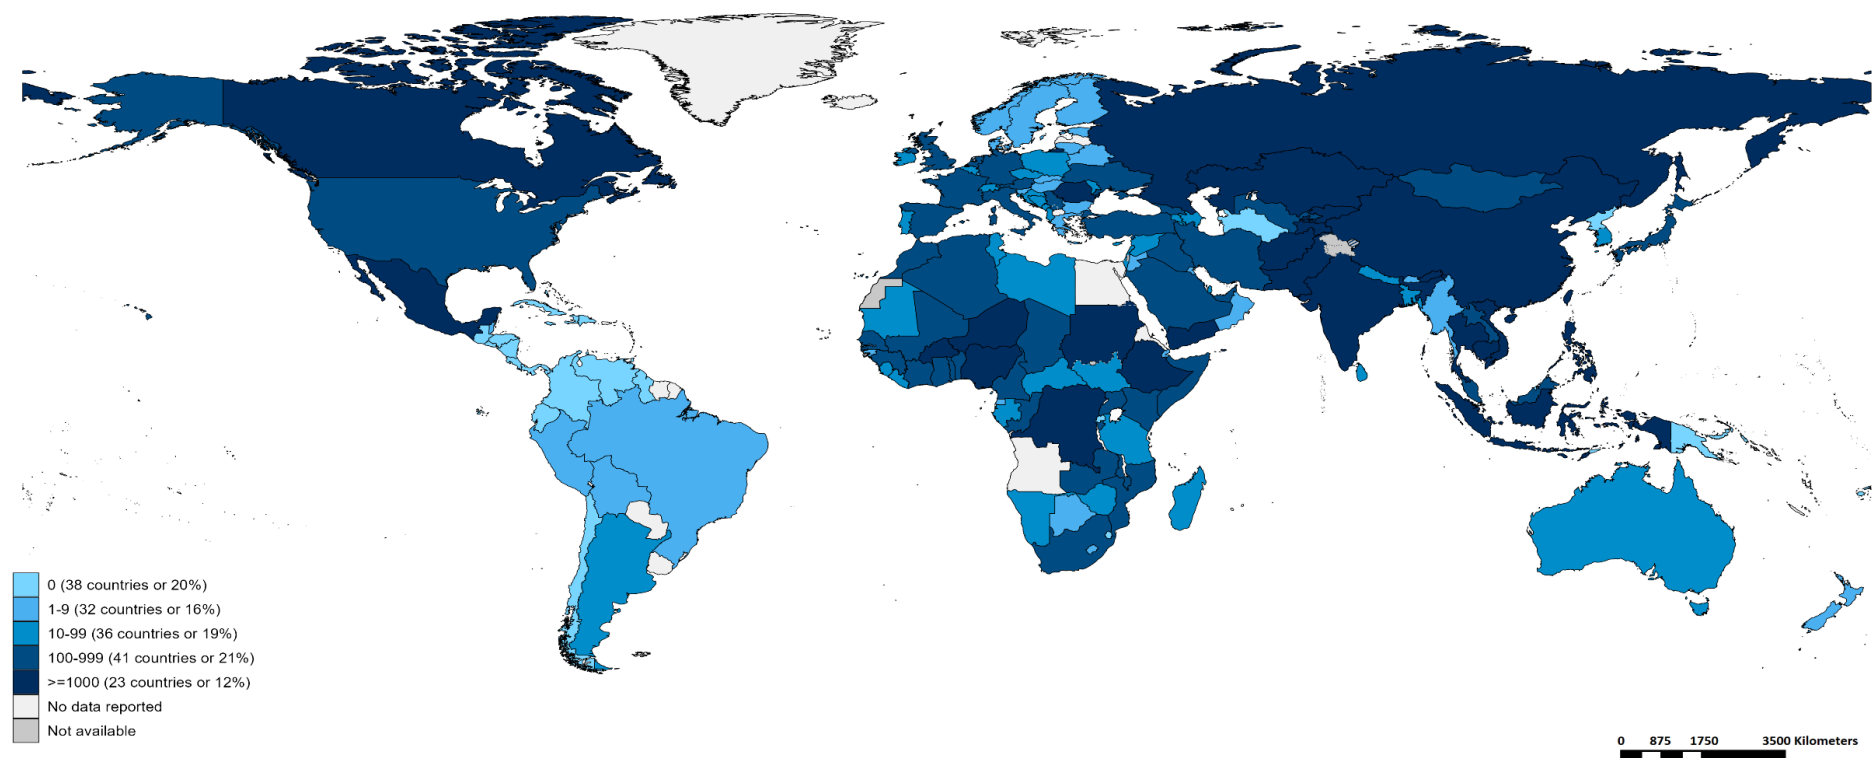 0 (38 countries or 20%)
1-9 (32 countries or 16%)
10-99 (36 countries or 19%)
100-999 (41 countries or 21%)
>=1000 (23 countries or 12%)
No data reported
Not available
0 875 1750 3500 Kilometers